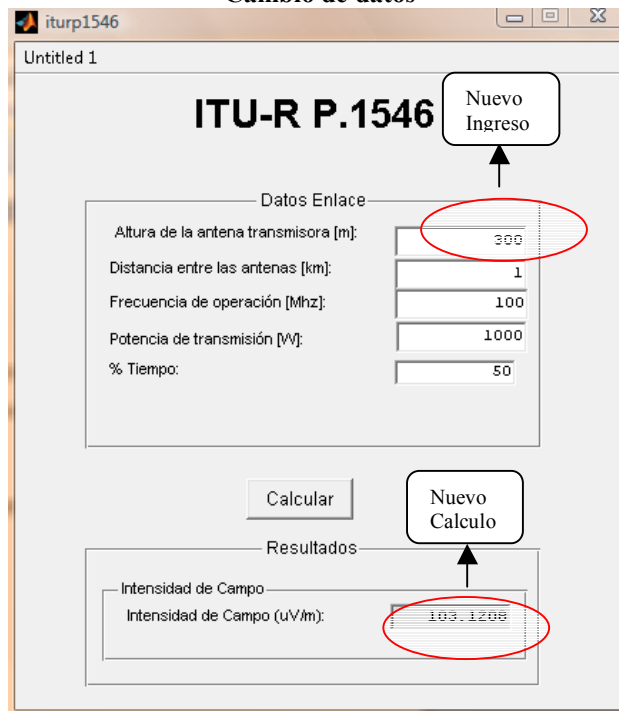 Cambio de datos
iturp1546
Untitled 1
ITU-R P.1546
Nuevo
Ingreso
Datos Enlace
Altura de la antena transmisora [m]: 300
Distancia entre las antenas [km]: 1
Frecuencia de operación [Mhz]: 100
Potencia de transmisión [W]: 1000
% Tiempo: 50
Calcular
Nuevo
Calculo
Resultados
Intensidad de Campo
Intensidad de Campo (uV/m): 103.1208